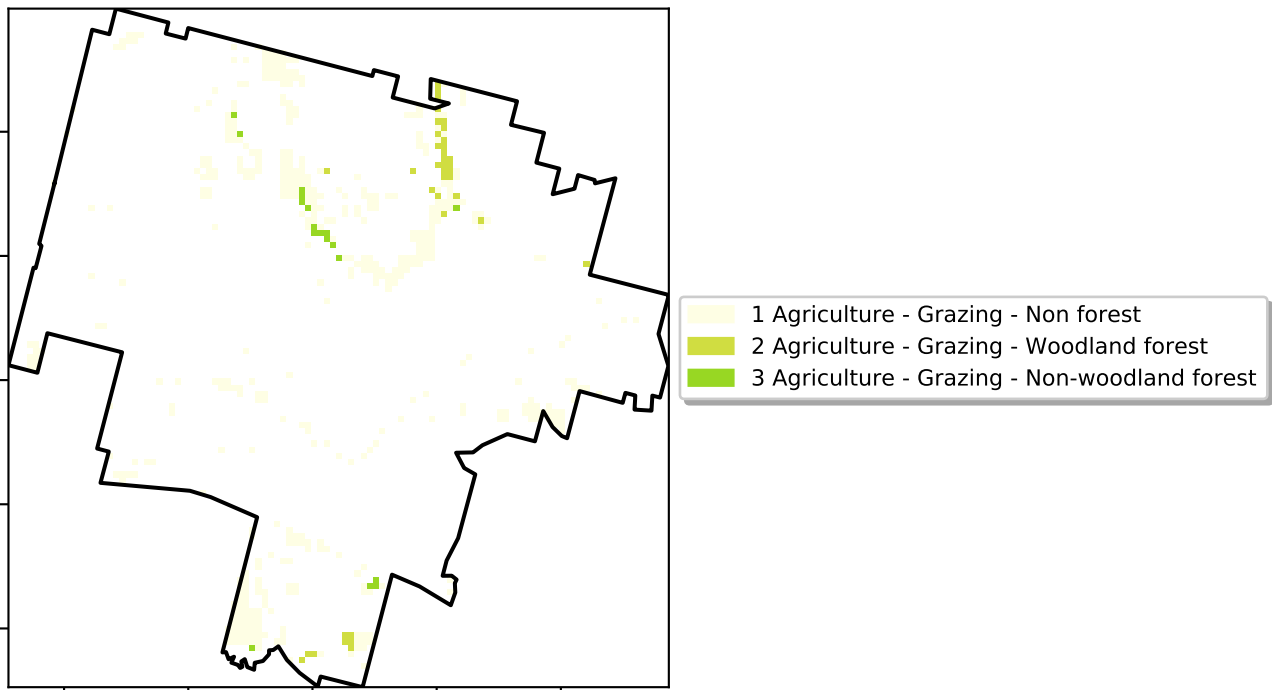 1 Agriculture - Grazing - Non forest
2 Agriculture - Grazing - Woodland forest
3 Agriculture - Grazing - Non-woodland forest